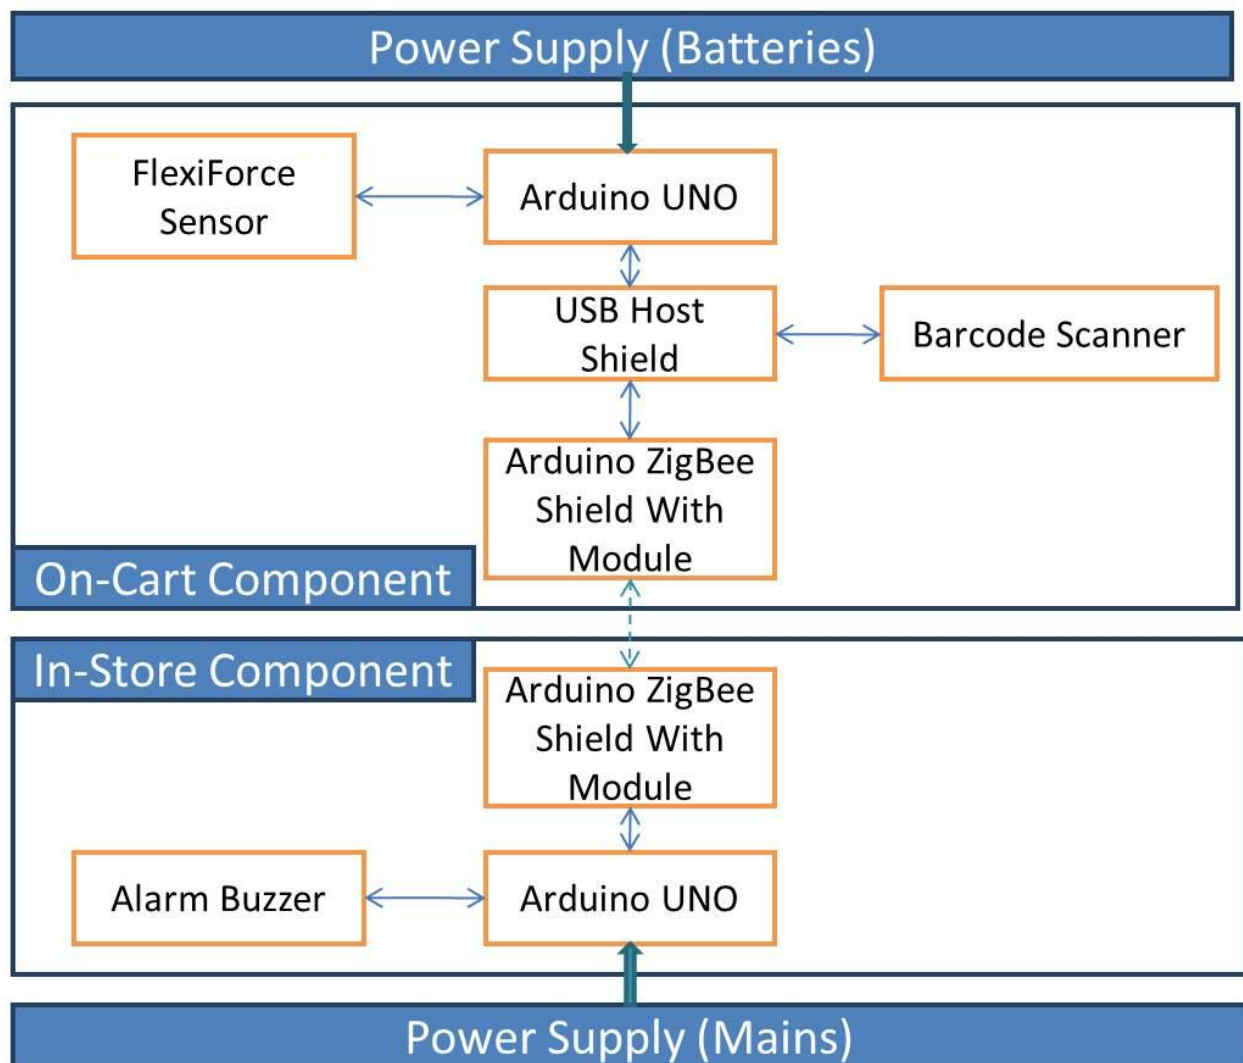 Power Supply (Batteries)
FlexiForce
Sensor
Arduino UNO
USB Host
Shield
Barcode Scanner
Arduino ZigBee
Shield With
Module
On-Cart Component
In-Store Component
Arduino ZigBee
Shield With
Module
Alarm Buzzer
Arduino UNO
Power Supply (Mains)